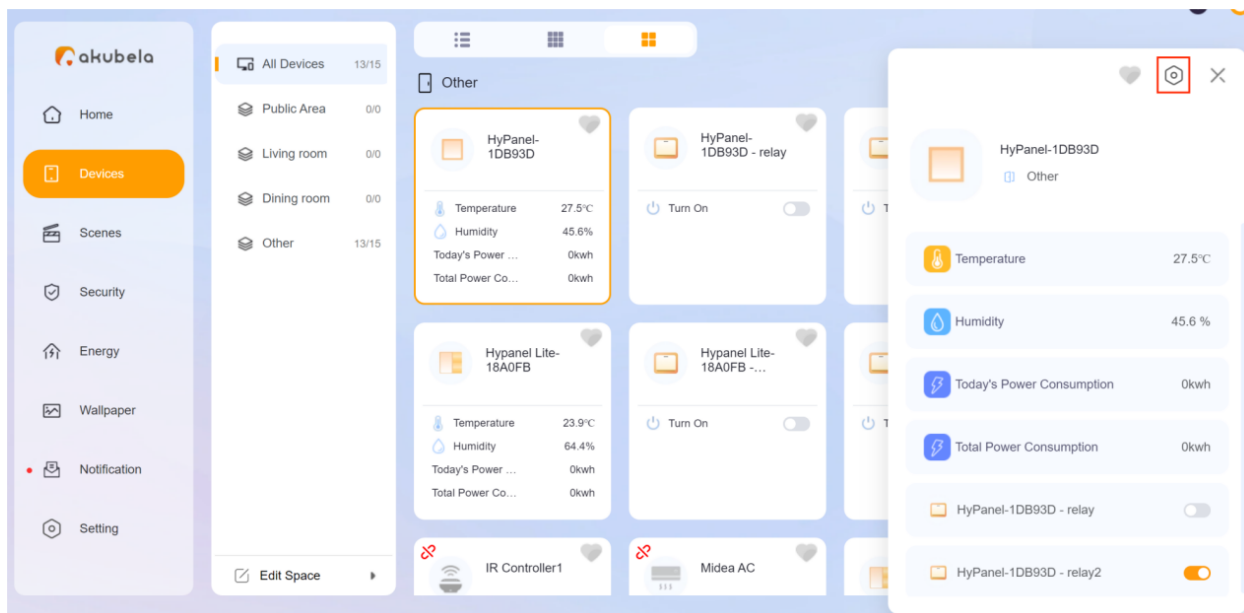 akubela
Home
Devices
Scenes
Security
Energy
Wallpaper
Notification
Setting
All Devices 13/15
Public Area 0/0
Living room 0/0
Dining room 0/0
Other 13/15
Edit Space
Other
HyPanel-
1DB93D
Temperature 27.5°C
Humidity 45.6%
Today's Power ... 0kwh
Total Power Co... 0kwh
HyPanel-
1DB93D - relay
Turn On
T
Hypanel Lite-
18A0FB
Temperature 23.9°C
Humidity 64.4%
Today's Power ... 0kwh
Total Power Co... 0kwh
Hypanel Lite-
18A0FB -...
Turn On
T
IR Controller1
Midea AC
HyPanel-1DB93D
Other
Temperature 27.5°C
Humidity 45.6 %
Today's Power Consumption 0kwh
Total Power Consumption 0kwh
HyPanel-1DB93D - relay
HyPanel-1DB93D - relay2